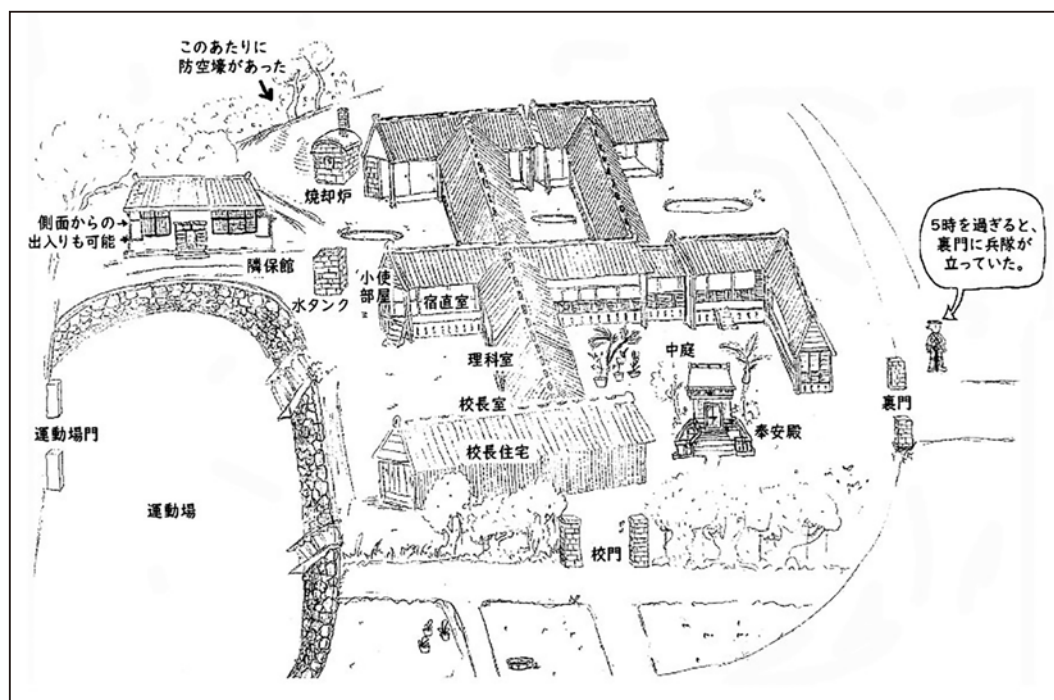 このあたりに
防空壕があった
焼却炉
側面からの
出入りも可能
隣保館
水タンク
小使
部屋
宿直室
5時を過ぎると、
裏門に兵隊が
立っていた。
理科室
中庭
校長室
裏門
運動場門
校長住宅
奉安殿
運動場
校門